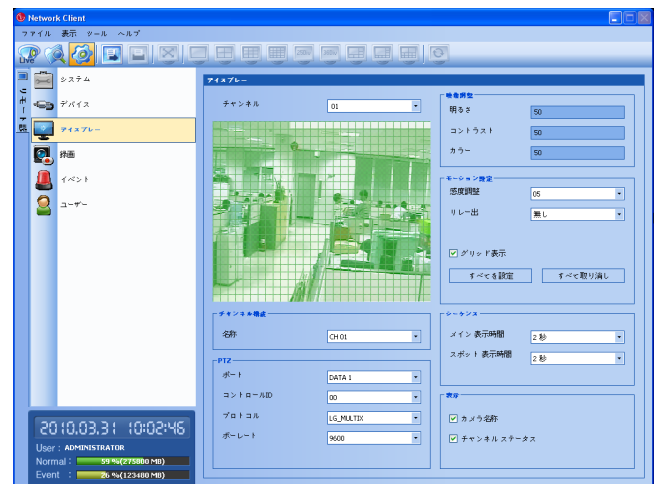 Network Client
ファイル 表示 ツール ヘルプ
Live
システム
デバイス
ディスプレー
録画
イベント
ユーザー
2010.03.31 10:02:46
User : ADMINISTRATOR
Normal : 59 %(275800 MB)
Event : 26 %(123480 MB)
ディスプレー
チャンネル 01
チャンネル構成
名称 CH 01
PTZ
ポート DATA 1
コントロールID 00
プロトコル LG_MULTIX
ボーレート 9600
映像調整
明るさ 50
コントラスト 50
カラー 50
モーション設定
感度調整 05
リレー出 無し
グリッド表示
すべてを設定 すべて取り消し
シーケンス
メイン 表示時間 2 秒
スポット 表示時間 2 秒
表示
カメラ名称
チャンネル ステータス